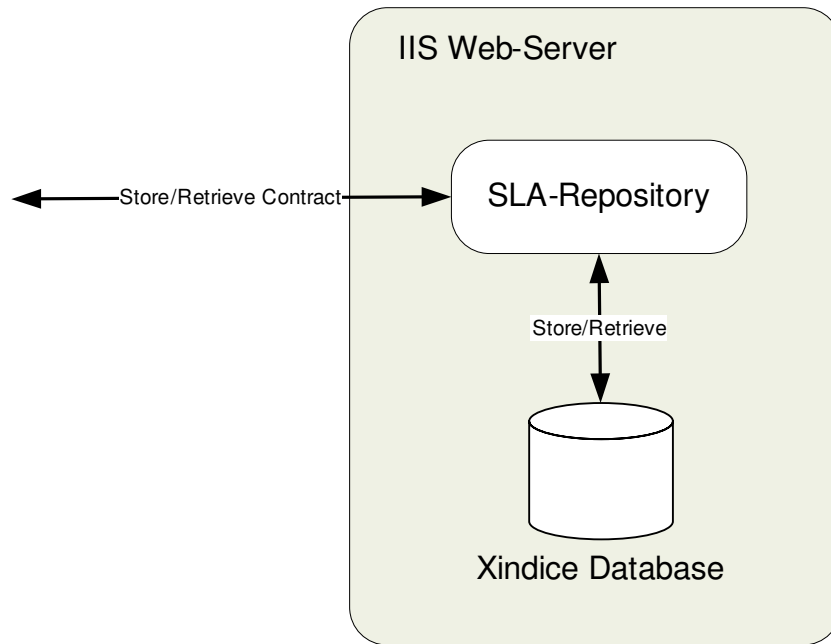 IIS Web-Server
Store/Retrieve Contract
SLA-Repository
Store/Retrieve
Xindice Database